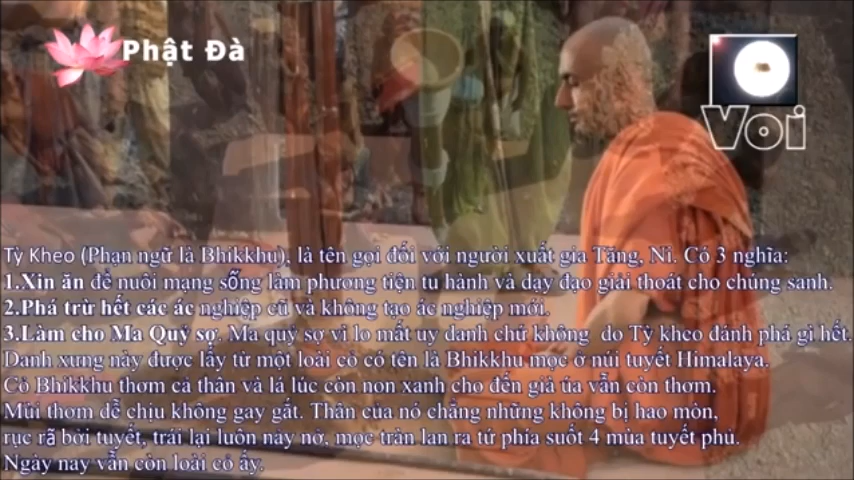 Phật Đà
Voi
Tỳ Kheo (Phạn ngữ là Bhikkhu), là tên gọi đối với người xuất gia Tăng, Ni. Có 3 nghĩa:
1.Xin ăn để nuôi mạng sống làm phương tiện tu hành và dạy đạo giải thoát cho chúng sanh.
2.Phá trừ hết các ác nghiệp cũ và không tạo ác nghiệp mới.
3.Làm cho Ma Quỷ sợ. Ma quỷ sợ vì lo mất uy danh chứ không do Tỳ kheo đánh phá gì hết.
Danh xưng này được lấy từ một loài cỏ có tên là Bhikkhu mọc ở núi tuyết Himalaya.
Cỏ Bhikkhu thơm cả thân và lá lúc còn non xanh cho đến già úa vẫn còn thơm.
Mùi thơm dễ chịu không gay gắt. Thân của nó chẳng những không bị hao mòn,
rục rã bởi tuyết, trái lại luôn nảy nở, mọc tràn lan ra tứ phía suốt 4 mùa tuyết phủ.
Ngày nay vẫn còn loài cỏ ấy.